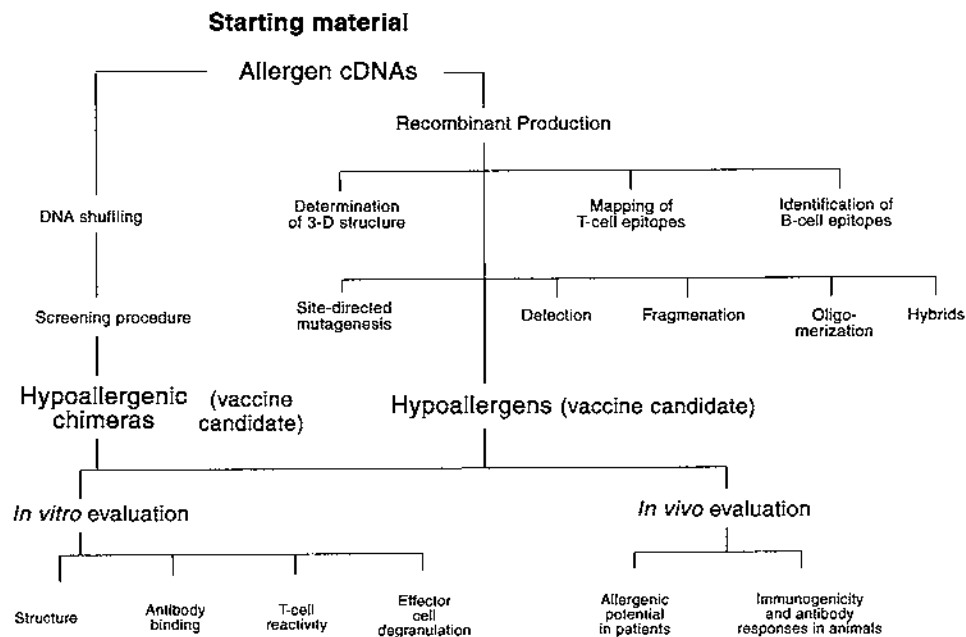 Starting material
Allergen cDNAs
Recombinant Production
DNA shuffling
Determination
of 3-D structure
Mapping of
T-cell epitopes
Identification of
B-cell epitopes
Screening procedure
Site-directed
mutagenesis
Detection
Fragmenation
Oligo-
merization
Hybrids
Hypoallergenic
chimeras
(vaccine
candidate)
Hypoallergens (vaccine candidate)
In vitro evaluation
In vivo evaluation
Structure
Antibody
binding
T-cell
reactivity
Effector
cell
degranulation
Allergenic
potential
in patients
Immunogenicity
and antibody
responses in animals